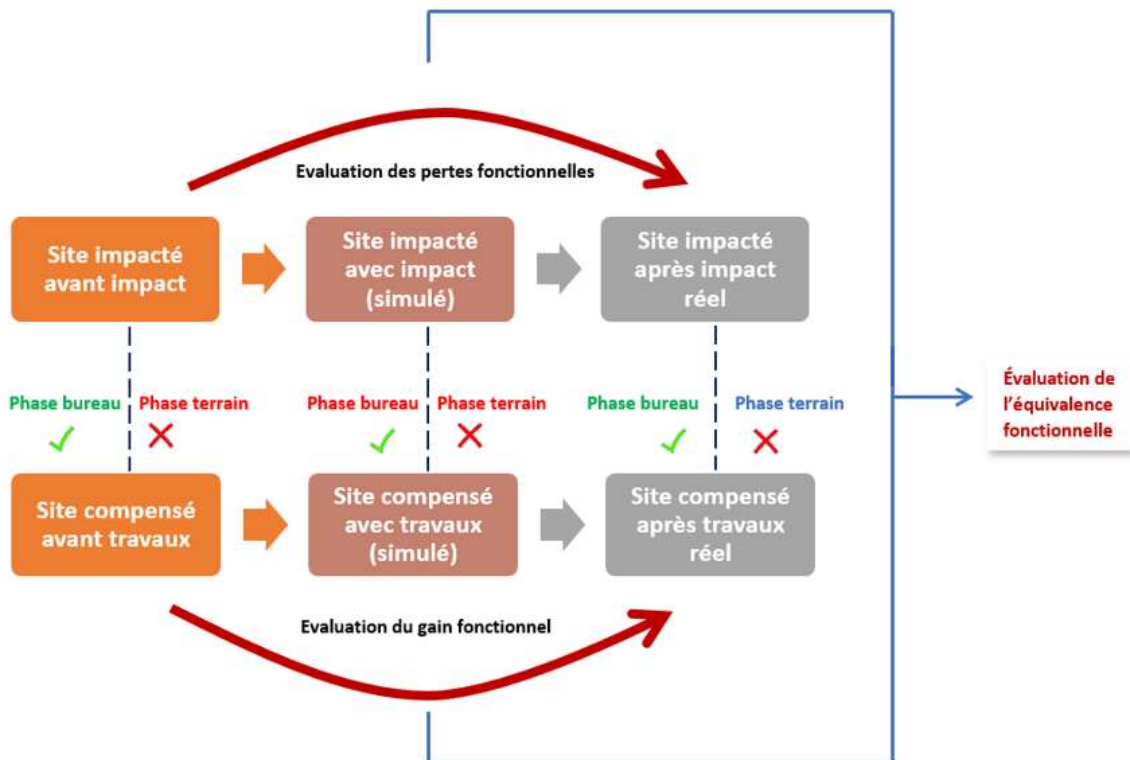 Evaluation des pertes fonctionnelles
Site impacté
avant impact
Site impacté
avec impact
(simulé)
Site impacté
après impact
réel
Phase bureau Phase terrain
Phase bureau Phase terrain
Phase bureau Phase terrain
Évaluation de
l'équivalence
fonctionnelle
Site compensé
avant travaux
Site compensé
avec travaux
(simulé)
Site compensé
après travaux
réel
Evaluation du gain fonctionnel